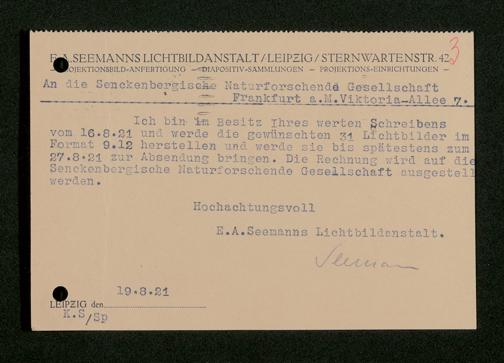 E.A.SEEMANNS LICHTBILDANSTALT/LEIPZIG/STERNWARTENSTR.42
PROJEKTIONSBILD-ANFERTIGUNG — DIAPOSITIV-SAMMLUNGEN — PROJEKTIONS-EINRICHTUNGEN —
3
An die Senckenbergische Naturforschende Gesellschaft
Frankfurt a.M.Viktoria-Allee 7.
Ich bin im Besitz Ihres werten Schreibens
vom 16.8.21 und werde die gewünschten 31 Lichtbilder im
Format 9.12 herstellen und werde sie bis spätestens zum
27.8.21 zur Absendung bringen. Die Rechnung wird auf die
Senckenbergische Naturforschende Gesellschaft ausgestell
werden.
Hochachtungsvoll
E.A.Seemanns Lichtbildanstalt.
Seemann
19.8.21
LEIPZIG den
K.S/Sp